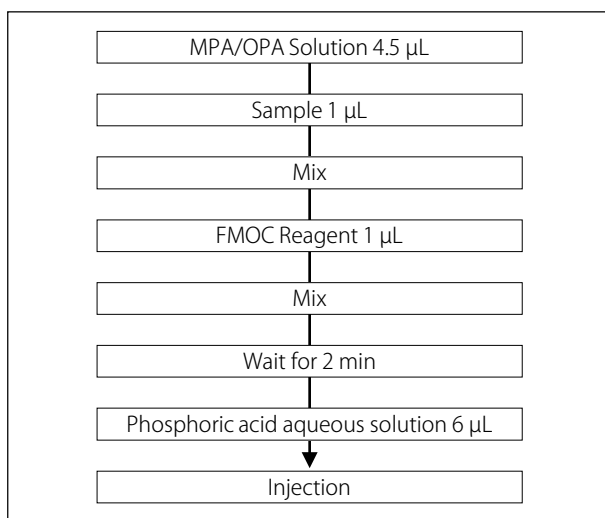 MPA/OPA Solution 4.5 µL
Sample 1 µL
Mix
FMOC Reagent 1 µL
Mix
Wait for 2 min
Phosphoric acid aqueous solution 6 µL
Injection